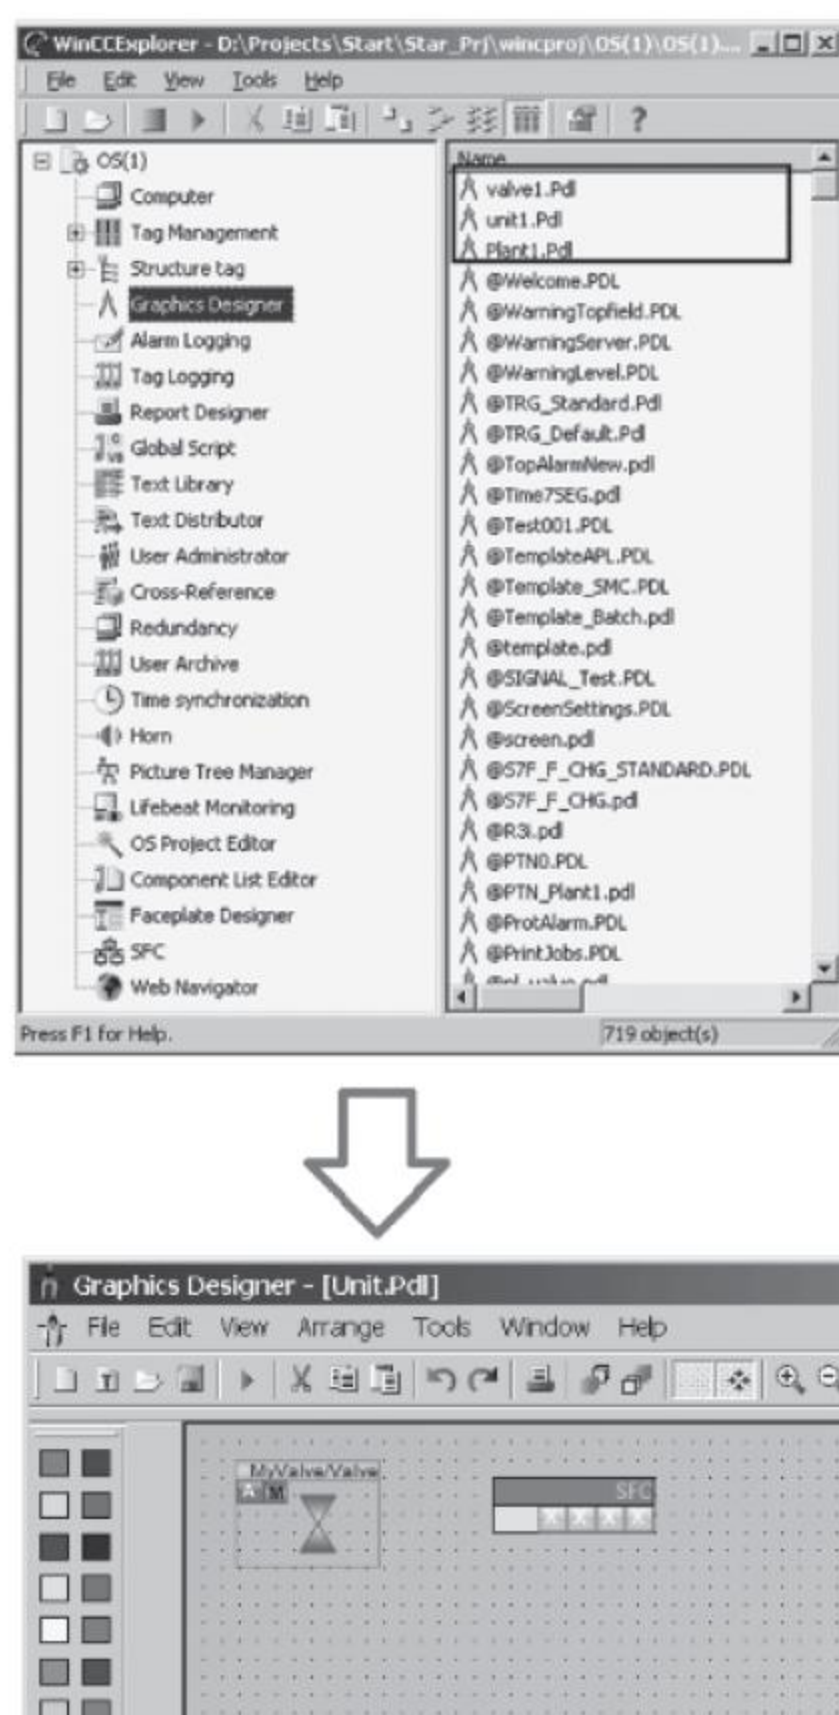 WinCCExplorer - D:\Projects\Start\Star_Prj\wincproj\OS(1)\OS(1)....
File Edit View Tools Help
OS(1)
Computer
Tag Management
Structure tag
Graphics Designer
Alarm Logging
Tag Logging
Report Designer
Global Script
Text Library
Text Distributor
User Administrator
Cross-Reference
Redundancy
User Archive
Time synchronization
Horn
Picture Tree Manager
Lifebeat Monitoring
OS Project Editor
Component List Editor
Faceplate Designer
SFC
Web Navigator
Name
valve1.Pdl
unit1.Pdl
Plant1.Pdl
@Welcome.PDL
@WarningTopfield.PDL
@WarningServer.PDL
@WarningLevel.PDL
@TRG_Standard.Pdl
@TRG_Default.Pdl
@TopAlarmNew.pdl
@Time7SEG.pdl
@Test001.PDL
@TemplateAPL.PDL
@Template_SMC.PDL
@Template_Batch.pdl
@template.pdl
@SIGNAL_Test.PDL
@ScreenSettings.PDL
@screen.pdl
@S7F_F_CHG_STANDARD.PDL
@S7F_F_CHG.pdl
@R3i.pdl
@PTN0.PDL
@PTN_Plant1.pdl
@ProtAlarm.PDL
@PrintJobs.PDL
Press F1 for Help.
719 object(s)
Graphics Designer - [Unit.Pdl]
File Edit View Arrange Tools Window Help
MyValve/Valve
A M
SFC
X X X X